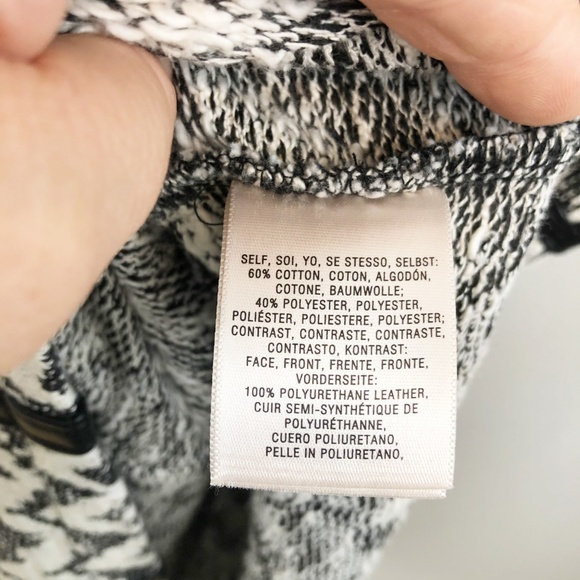 SELF, SOI, YO, SE STESSO, SELBST:
60% COTTON, COTON, ALGODÓN,
COTONE, BAUMWOLLE;
40% POLYESTER, POLYESTER,
POLIÉSTER, POLIESTERE, POLYESTER;
CONTRAST, CONTRASTE, CONTRASTE,
CONTRASTO, KONTRAST:
FACE, FRONT, FRENTE, FRONTE,
VORDERSEITE:
100% POLYURETHANE LEATHER,
CUIR SEMI-SYNTHÉTIQUE DE
POLYURÉTHANNE,
CUERO POLIURETANO,
PELLE IN POLIURETANO,